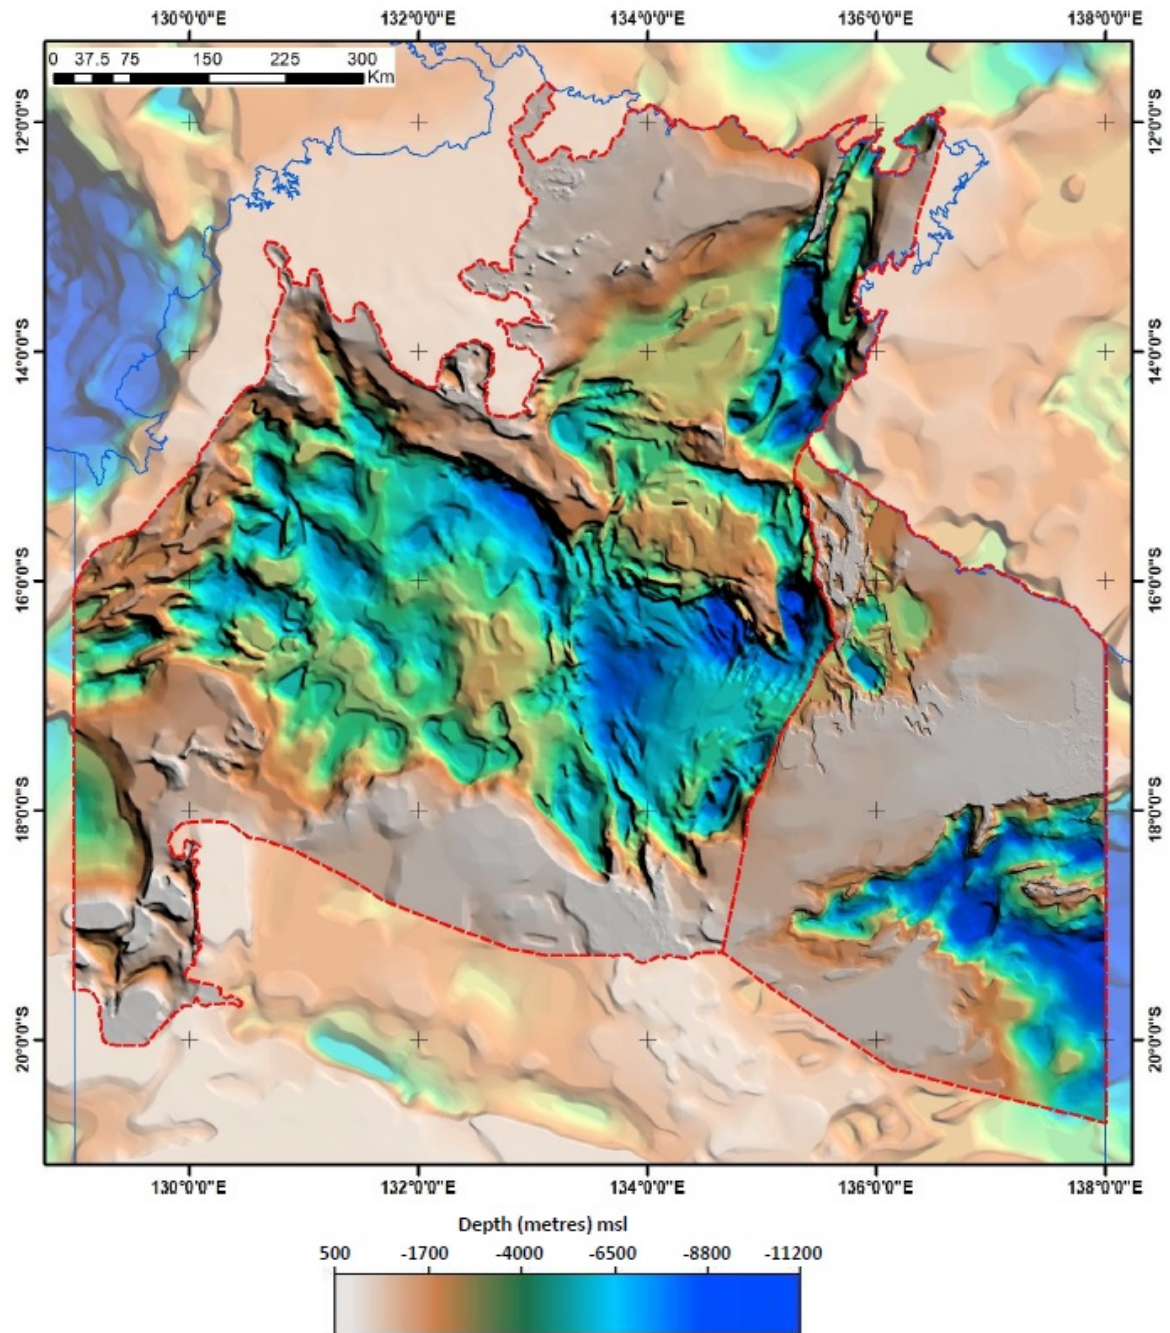 130°0'0"E 132°0'0"E 134°0'0"E 136°0'0"E 138°0'0"E
0 37.5 75 150 225 300
Km
12°0'0"S 12°0'0"S
14°0'0"S 14°0'0"S
16°0'0"S 16°0'0"S
18°0'0"S 18°0'0"S
20°0'0"S 20°0'0"S
130°0'0"E 132°0'0"E 134°0'0"E 136°0'0"E 138°0'0"E
Depth (metres) msl
500 -1700 -4000 -6500 -8800 -11200